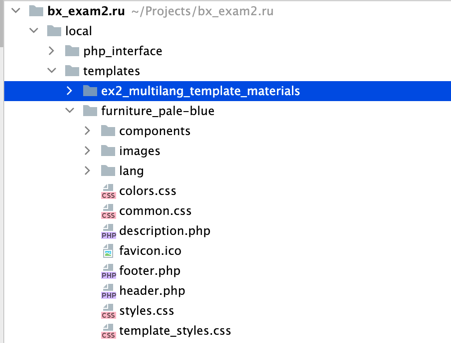 bx_exam2.ru ~/Projects/bx_exam2.ru
local
php_interface
templates
ex2_multilang_template_materials
furniture_pale-blue
components
images
lang
CSS colors.css
CSS common.css
PHP description.php
favicon.ico
PHP footer.php
PHP header.php
CSS styles.css
CSS template_styles.css